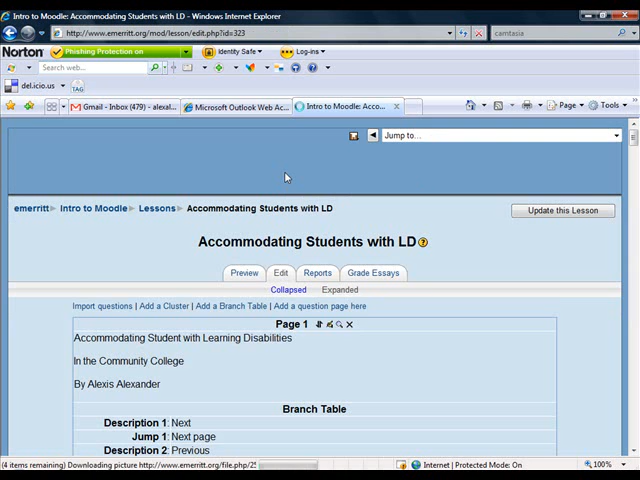 Intro to Moodle: Accommodating Students with LD - Windows Internet Explorer
http://www.emerritt.org/mod/lesson/edit.php?id=323
camtasia
Norton
Phishing Protection on
Identity Safe
Log-ins
Search web...
del.icio.us
TAG
Gmail - Inbox (479) - alexal...
Microsoft Outlook Web Ac...
Intro to Moodle: Acco...
Page
Tools
Jump to...
emerritt
Intro to Moodle
Lessons
Accommodating Students with LD
Update this Lesson
Accommodating Students with LD
Preview
Edit
Reports
Grade Essays
Collapsed
Expanded
Import questions | Add a Cluster | Add a Branch Table | Add a question page here
Page 1
Accommodating Student with Learning Disabilities
In the Community College
By Alexis Alexander
Branch Table
Description 1: Next
Jump 1: Next page
Description 2: Previous
(4 items remaining) Downloading picture http://www.emerritt.org/file.php/25
Internet | Protected Mode: On
100%